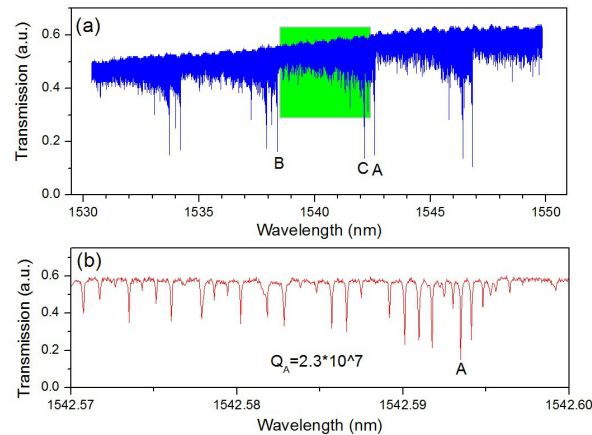 (a)
Transmission (a.u.)
0.6
0.4
0.2
0.0
B
C
A
1530
1535
1540
1545
1550
Wavelength (nm)
(b)
Transmission (a.u.)
0.6
0.4
0.2
0.0
Q_A=2.3*10^7
A
1542.57
1542.58
1542.59
1542.60
Wavelength (nm)